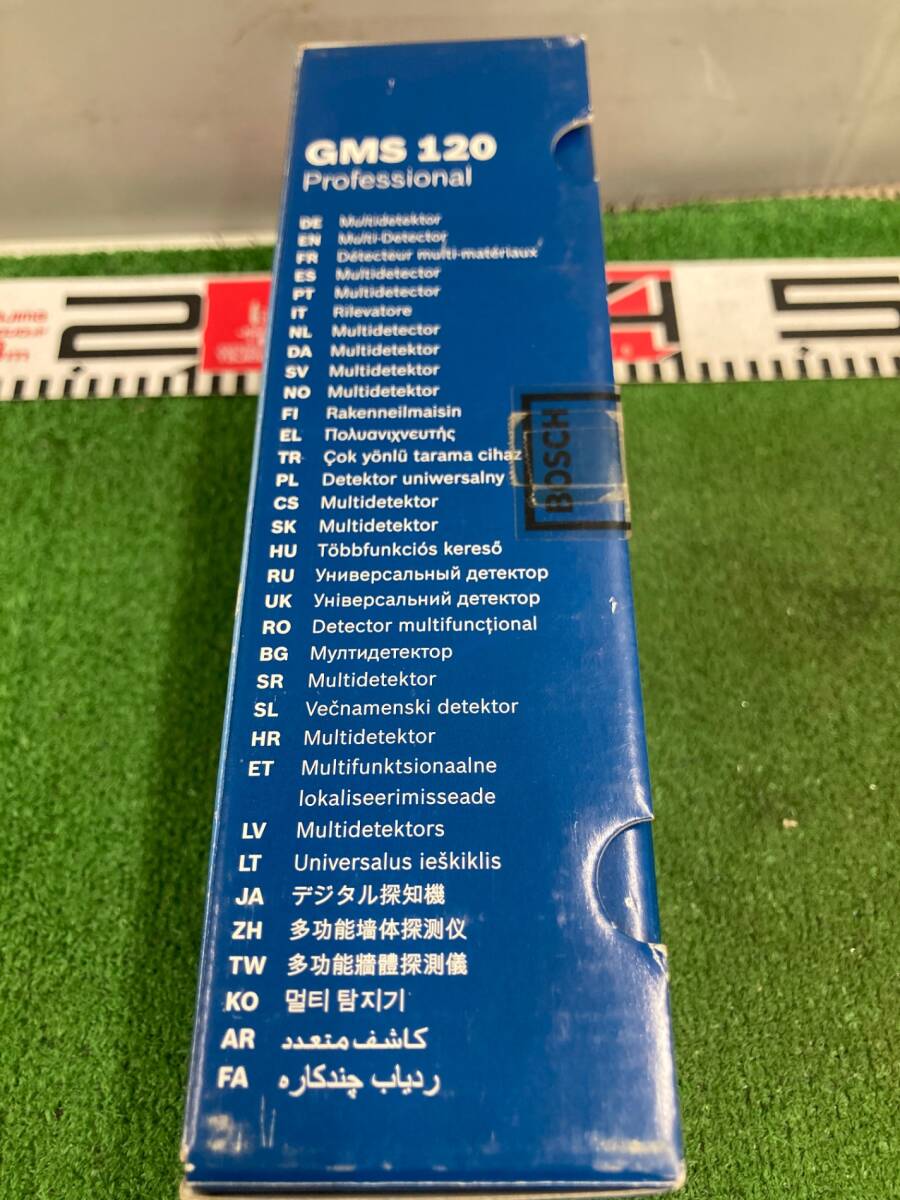 GMS 120
Professional
DE Multidetektor
EN Multi-Detector
FR Détecteur multi-matériaux
ES Multidetector
PT Multidetector
IT Rilevatore
NL Multidetector
DA Multidetektor
SV Multidetektor
NO Multidetektor
FI Rakenneilmaisin
EL Πολυανιχνευτής
TR Çok yönlü tarama cihaz
PL Detektor uniwersalny
CS Multidetektor
SK Multidetektor
HU Többfunkciós kereső
RU Универсальный детектор
UK Універсальний детектор
RO Detector multifuncțional
BG Мултидетектор
SR Multidetektor
SL Večnamenski detektor
HR Multidetektor
ET Multifunktsionaalne
lokaliseerimisseade
LV Multidetektors
LT Universalus ieškiklis
JA デジタル探知機
ZH 多功能墙体探测仪
TW 多功能牆體探測儀
KO 멀티 탐지기
AR كاشف متعدد
FA ردیاب چندکاره
BOSCH
2
4
5